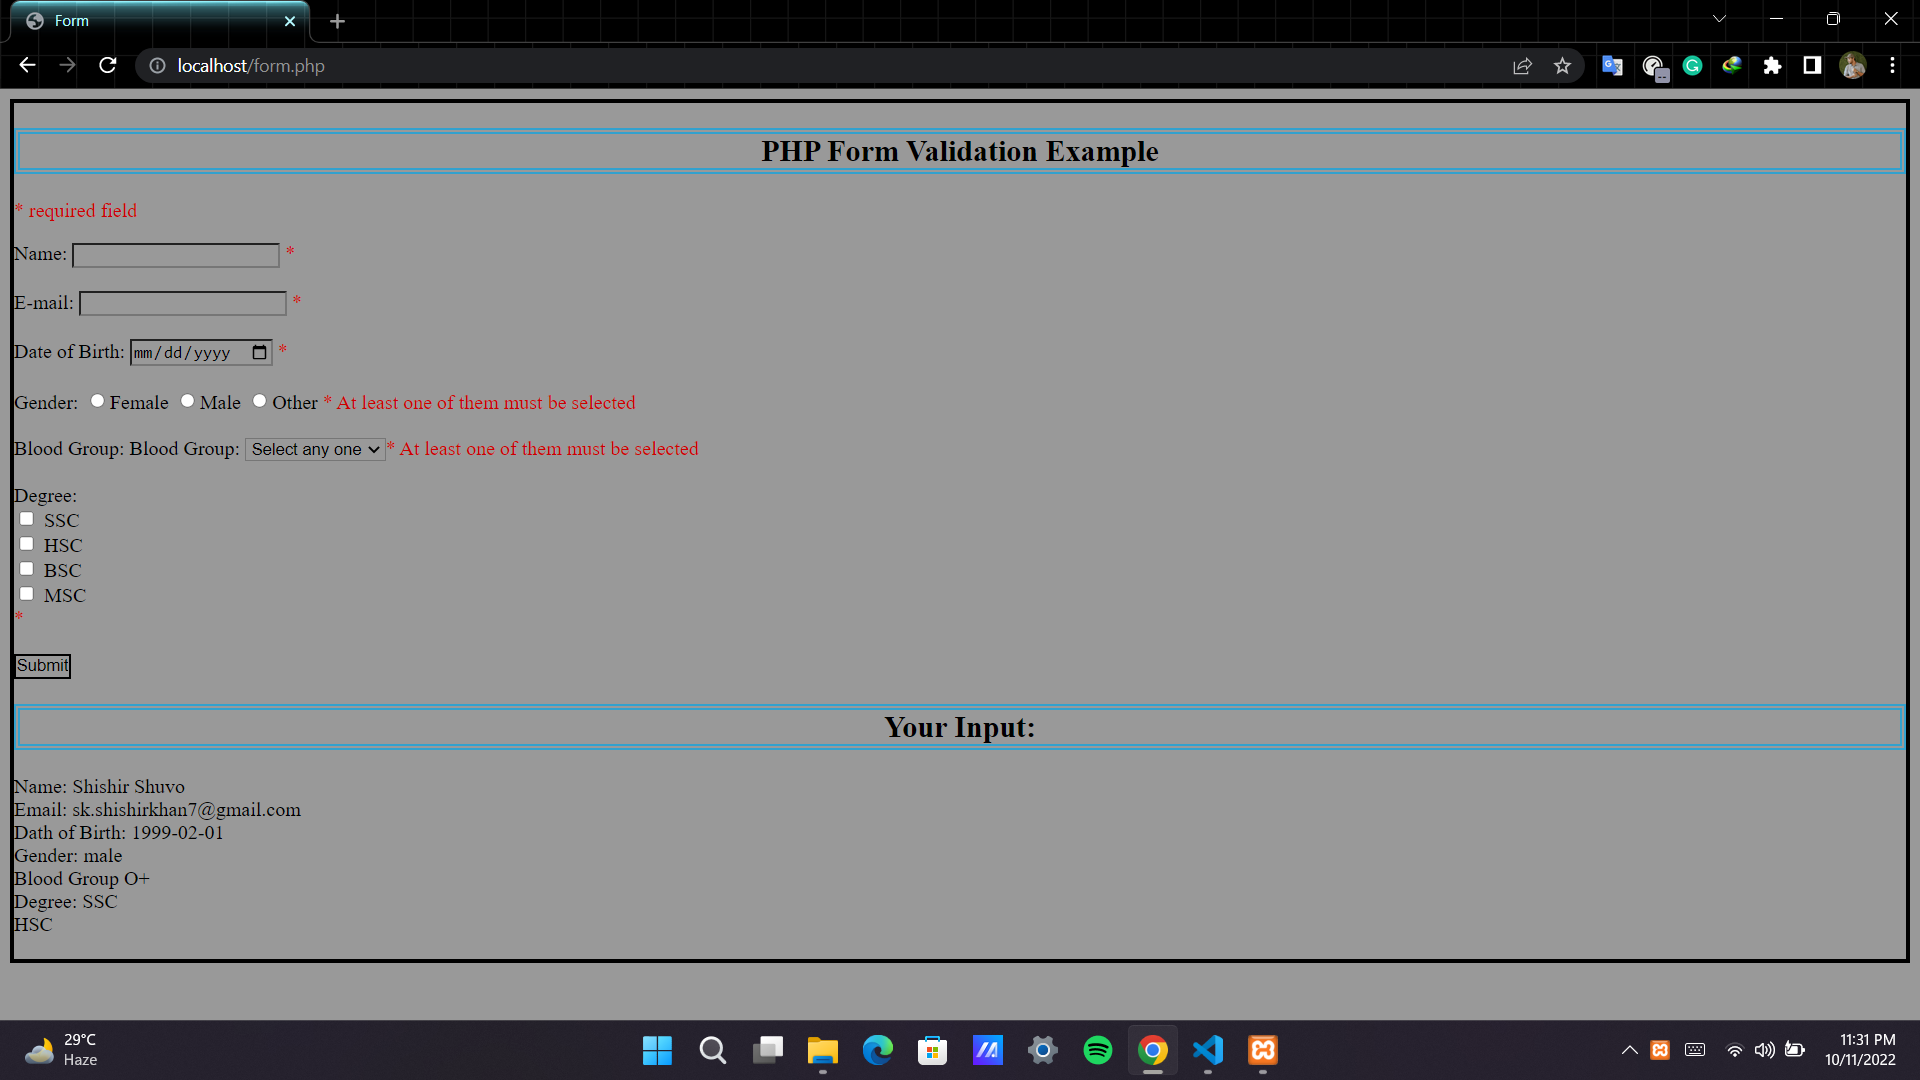 Form
localhost/form.php
PHP Form Validation Example
* required field
Name: *
E-mail: *
Date of Birth: mm/dd/yyyy *
Gender: Female Male Other * At least one of them must be selected
Blood Group: Blood Group: Select any one * At least one of them must be selected
Degree:
SSC
HSC
BSC
MSC
*
Submit
Your Input:
Name: Shishir Shuvo
Email: sk.shishirkhan7@gmail.com
Dath of Birth: 1999-02-01
Gender: male
Blood Group O+
Degree: SSC
HSC
29°C
Haze
11:31 PM
10/11/2022